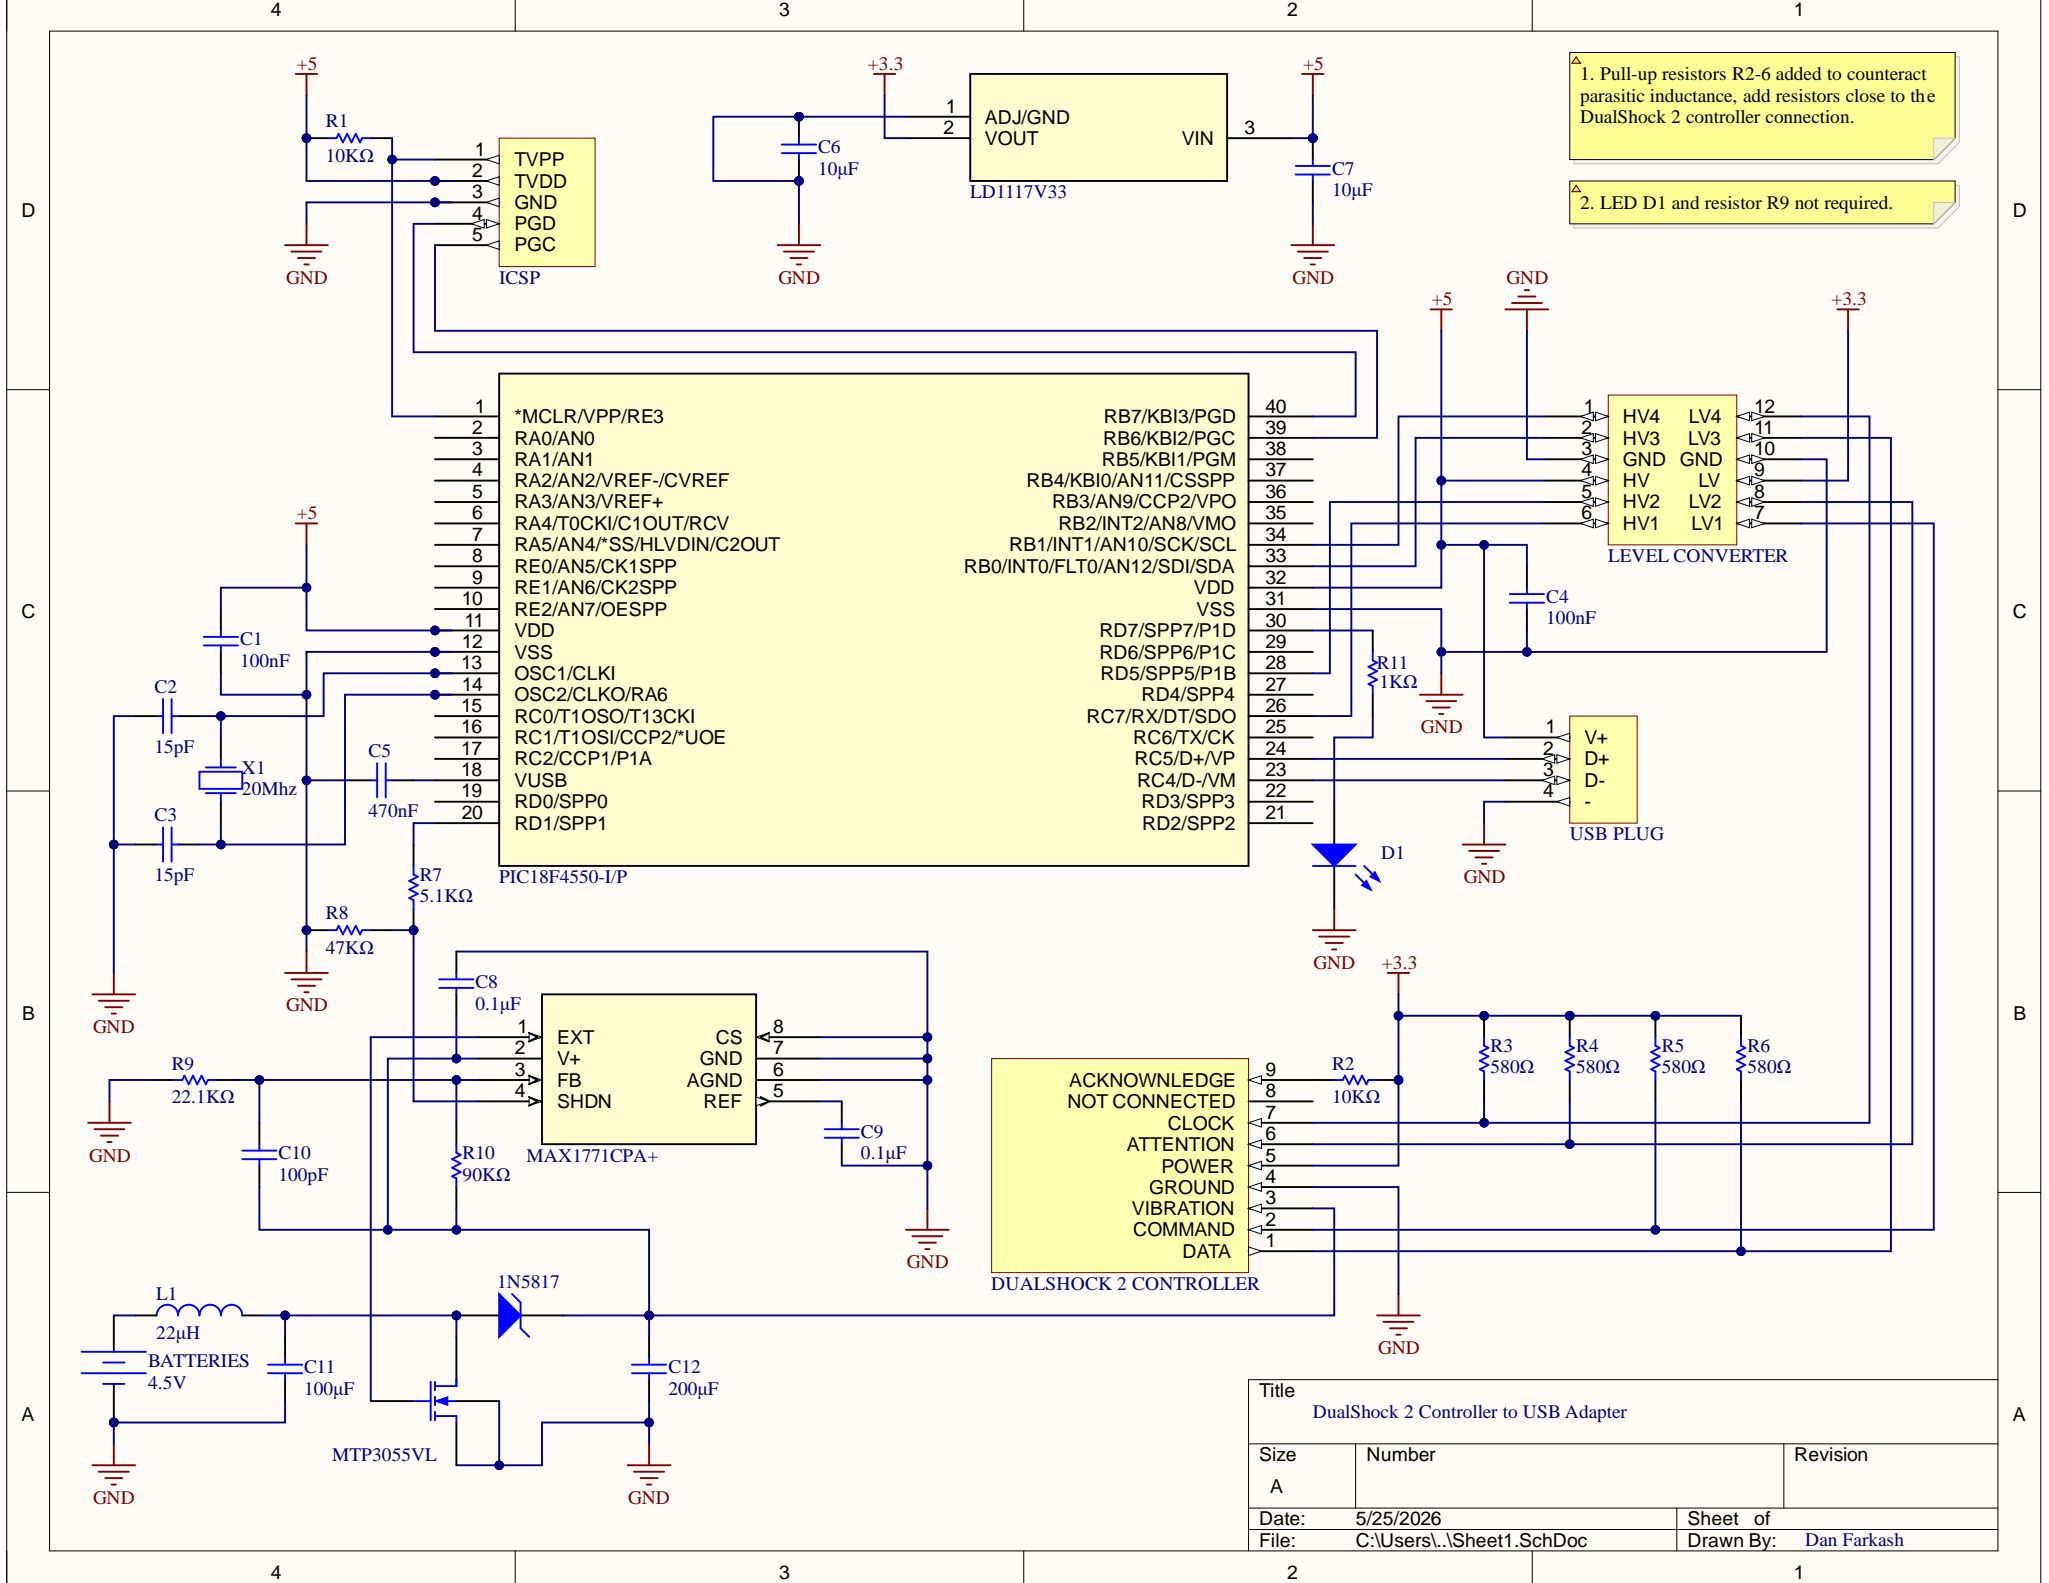 4
3
2
1
D
C
B
A
D
C
B
A
4
3
2
1
+5
R1
10KΩ
1
2
3
4
5
TVPP
TVDD
GND
PGD
PGC
ICSP
GND
+3.3
+5
1
2
ADJ/GND
VOUT
VIN
3
LD1117V33
C6
10µF
GND
C7
10µF
GND
1. Pull-up resistors R2-6 added to counteract
parasitic inductance, add resistors close to the
DualShock 2 controller connection.
2. LED D1 and resistor R9 not required.
1 *MCLR/VPP/RE3
2 RA0/AN0
3 RA1/AN1
4 RA2/AN2/VREF-/CVREF
5 RA3/AN3/VREF+
6 RA4/T0CKI/C1OUT/RCV
7 RA5/AN4/*SS/HLVDIN/C2OUT
8 RE0/AN5/CK1SPP
9 RE1/AN6/CK2SPP
10 RE2/AN7/OESPP
11 VDD
12 VSS
13 OSC1/CLKI
14 OSC2/CLKO/RA6
15 RC0/T1OSO/T13CKI
16 RC1/T1OSI/CCP2/*UOE
17 RC2/CCP1/P1A
18 VUSB
19 RD0/SPP0
20 RD1/SPP1
RB7/KBI3/PGD 40
RB6/KBI2/PGC 39
RB5/KBI1/PGM 38
RB4/KBI0/AN11/CSSPP 37
RB3/AN9/CCP2/VPO 36
RB2/INT2/AN8/VMO 35
RB1/INT1/AN10/SCK/SCL 34
RB0/INT0/FLT0/AN12/SDI/SDA 33
VDD 32
VSS 31
RD7/SPP7/P1D 30
RD6/SPP6/P1C 29
RD5/SPP5/P1B 28
RD4/SPP4 27
RC7/RX/DT/SDO 26
RC6/TX/CK 25
RC5/D+/VP 24
RC4/D-/VM 23
RD3/SPP3 22
RD2/SPP2 21
PIC18F4550-I/P
+5
GND
+3.3
1 HV4 LV4 12
2 HV3 LV3 11
3 GND GND 10
4 HV LV 9
5 HV2 LV2 8
6 HV1 LV1 7
LEVEL CONVERTER
C4
100nF
GND
R11
1KΩ
1 V+
2 D+
3 D-
4 -
USB PLUG
GND
D1
GND
+5
C1
100nF
C2
15pF
X1
20Mhz
C3
15pF
C5
470nF
R7
5.1KΩ
R8
47KΩ
GND
GND
C8
0.1µF
1 EXT
2 V+
3 FB
4 SHDN
CS 8
GND 7
AGND 6
REF 5
MAX1771CPA+
R9
22.1KΩ
GND
C10
100pF
R10
90KΩ
C9
0.1µF
GND
+3.3
R3
580Ω
R4
580Ω
R5
580Ω
R6
580Ω
R2
10KΩ
ACKNOWNLEDGE 9
NOT CONNECTED 8
CLOCK 7
ATTENTION 6
POWER 5
GROUND 4
VIBRATION 3
COMMAND 2
DATA 1
DUALSHOCK 2 CONTROLLER
GND
L1
22µH
BATTERIES
4.5V
C11
100µF
1N5817
C12
200µF
MTP3055VL
GND
GND
Title
DualShock 2 Controller to USB Adapter
Size
A
Number
Revision
Date: 5/25/2026
Sheet of
File: C:\Users\..\Sheet1.SchDoc
Drawn By: Dan Farkash